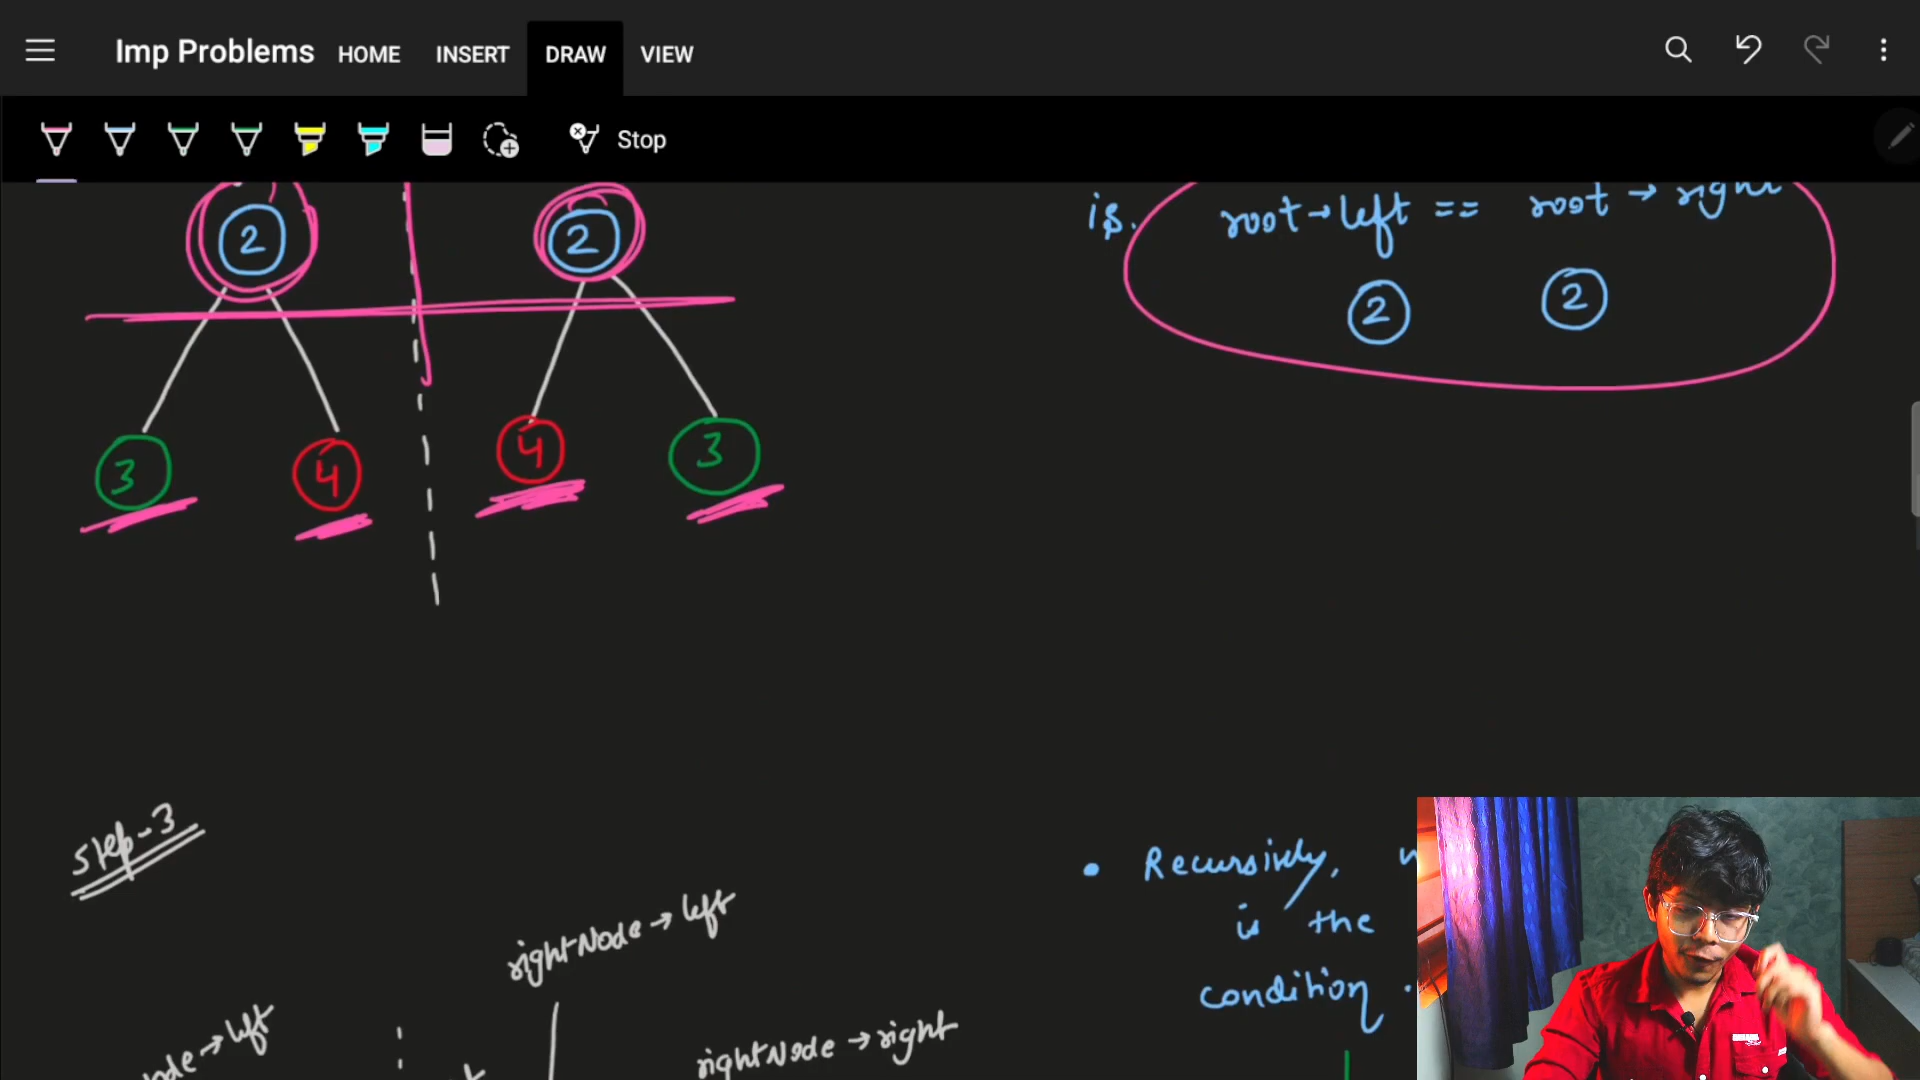 Imp Problems HOME INSERT DRAW VIEW
Stop
2 2
3 4 4 3
is. root→left == root → right
2 2
Step-3
rightNode → left
→ left
rightNode → right
• Recursively,
is the
condition.